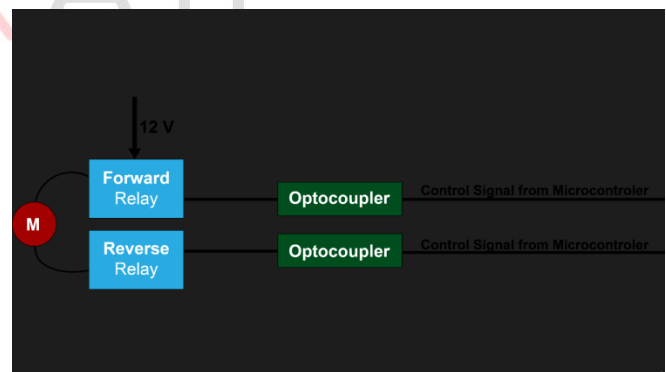 12 V
Forward
Relay
Optocoupler
Control Signal from Microcontroler
M
Reverse
Relay
Optocoupler
Control Signal from Microcontroler